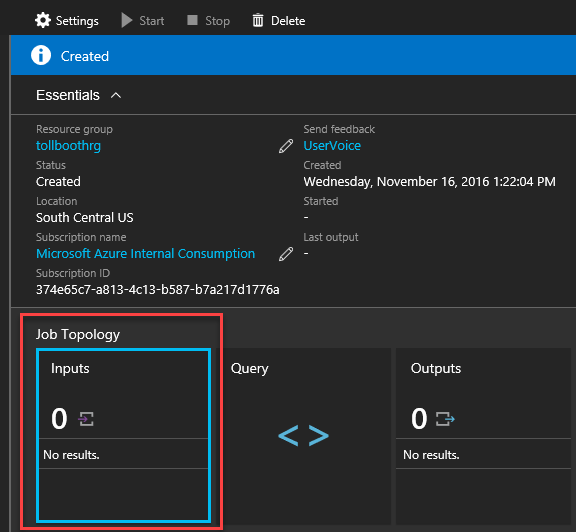 Settings Start Stop Delete
Created
Essentials
Resource group
tollboothrg
Status
Created
Location
South Central US
Subscription name
Microsoft Azure Internal Consumption
Subscription ID
374e65c7-a813-4c13-b587-b7a217d1776a
Send feedback
UserVoice
Created
Wednesday, November 16, 2016 1:22:04 PM
Started
-
Last output
-
Job Topology
Inputs
0
No results.
Query
< >
Outputs
0
No results.